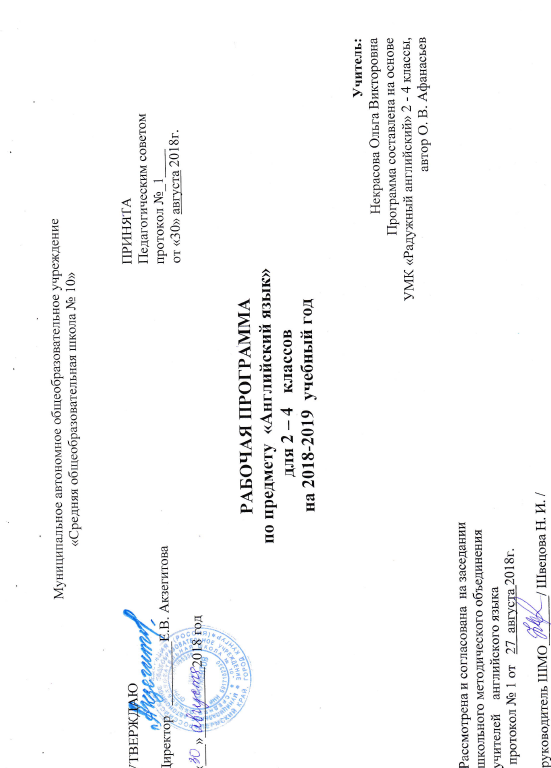 Муниципальное автономное общеобразовательное учреждение
«Средняя общеобразовательная школа № 10»
УТВЕРЖДАЮ
Директор Е.В. Акзегитова
«30» августа 2018 год
ПРИНЯТА
Педагогическим советом
протокол №_1____
от «30» августа 2018г.
РАБОЧАЯ ПРОГРАММА
по предмету «Английский язык»
для 2 – 4 классов
на 2018-2019 учебный год
Учитель:
Некрасова Ольга Викторовна
Программа составлена на основе
УМК «Радужный английский» 2 - 4 классы,
автор О. В. Афанасьев
Рассмотрена и согласована на заседании
школьного методического объединения
учителей английского языка
протокол № 1 от 27 августа 2018г.
руководитель ШМО ________/ Швецова Н. И. /